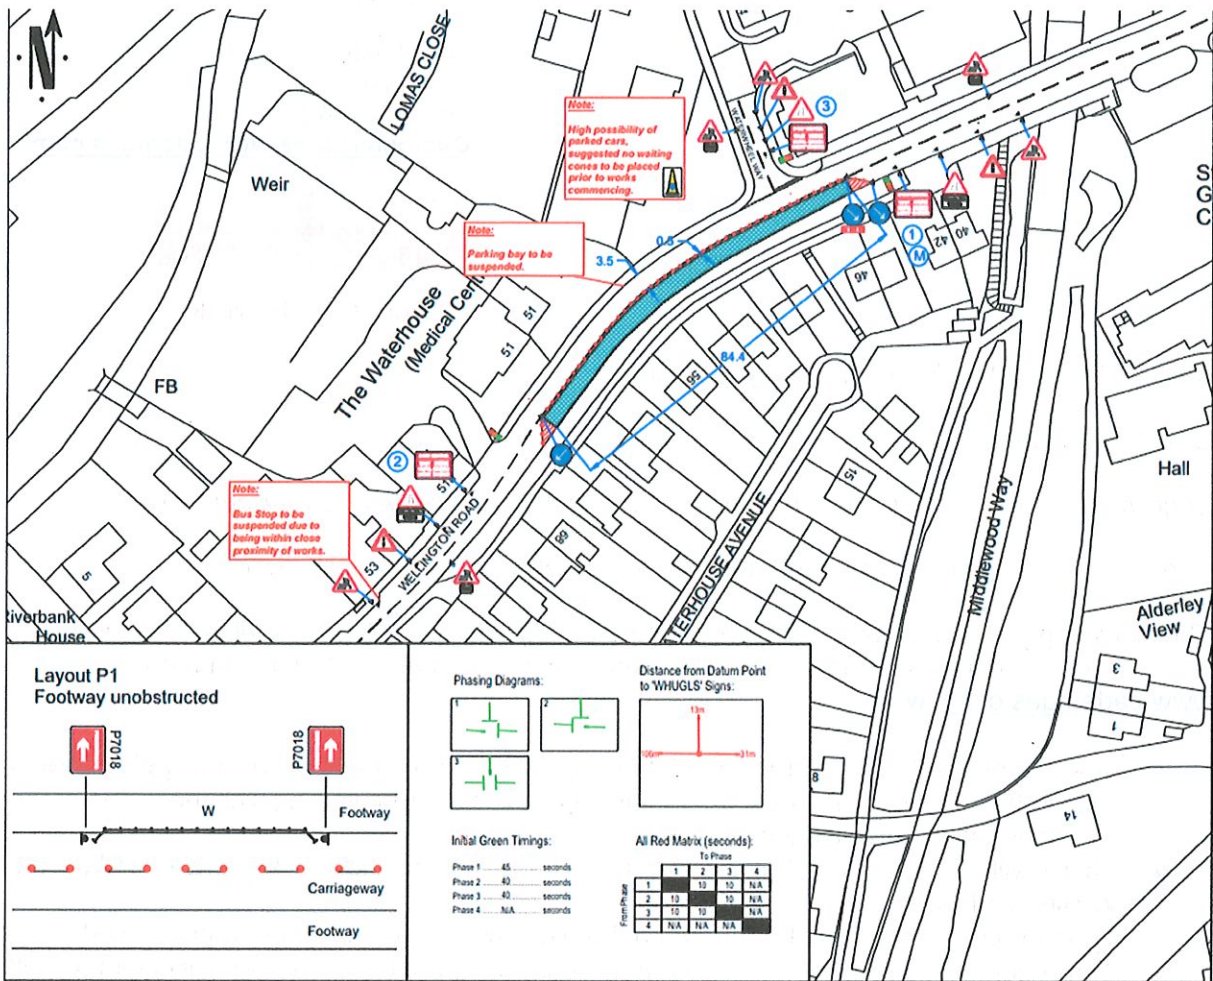 N
LOMAS CLOSE
Weir
Note:
High possibility of
parked cars,
suggested no waiting
cones to be placed
prior to works
commencing.
WATERWHEEL WAY
3
Note:
Parking bay to be
suspended.
0.5
3.5
1
M
42
40
46
The Waterhouse
(Medical Cent
51
51
84.4
56
FB
2
51
Note:
Bus Stop to be
suspended due to
being within close
proximity of works.
53
WELLINGTON ROAD
68
15
Hall
5
TERHOUSE AVENUE
Middlewood Way
Riverbank
House
Alderley
View
3
1
8
14
S
G
C
Layout P1
Footway unobstructed
P7018
P7018
W
Footway
Carriageway
Footway
Phasing Diagrams:
1
2
3
Distance from Datum Point
to 'WHUGLS' Signs:
13m
106m
31m
Initial Green Timings:
Phase 1 ......45...... seconds
Phase 2 ......40...... seconds
Phase 3 ......40...... seconds
Phase 4 ......N/A...... seconds
All Red Matrix (seconds):
To Phase
From Phase
1 2 3 4
1 10 10 N/A
2 10 10 N/A
3 10 10 N/A
4 N/A N/A N/A